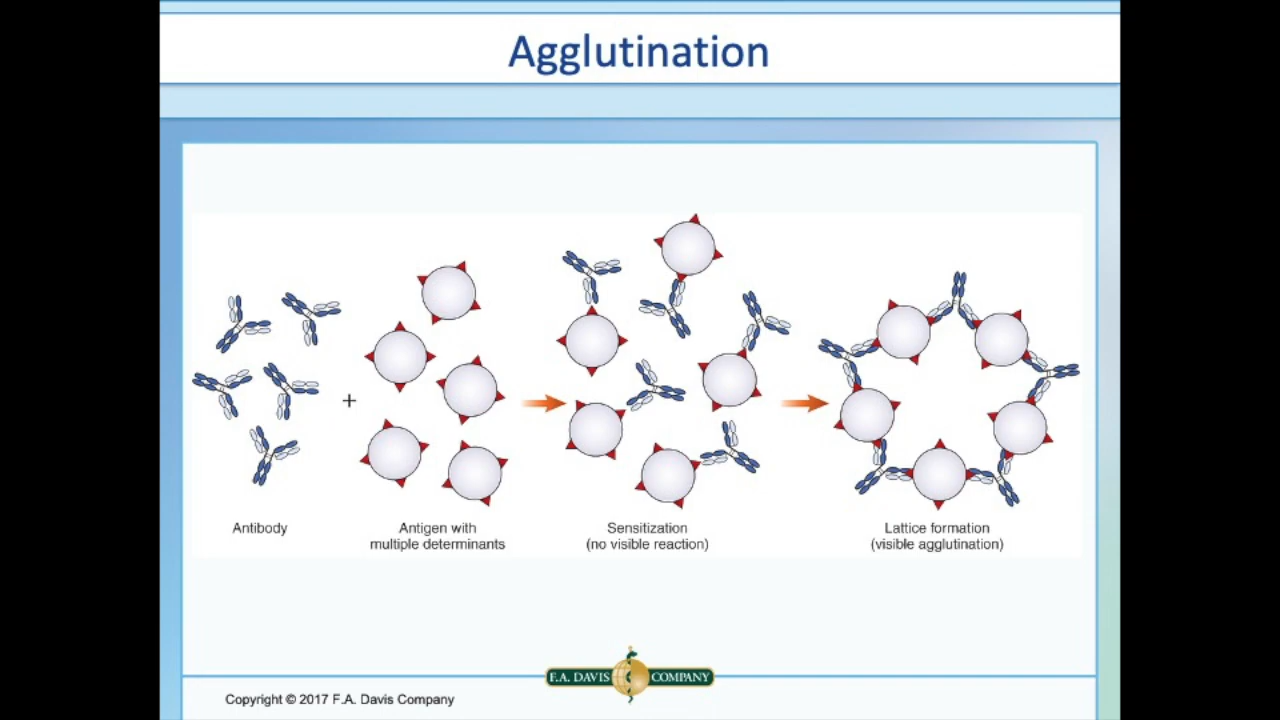 Agglutination
+
Antibody
Antigen with
multiple determinants
Sensitization
(no visible reaction)
Lattice formation
(visible agglutination)
F.A. DAVIS COMPANY
Copyright © 2017 F.A. Davis Company